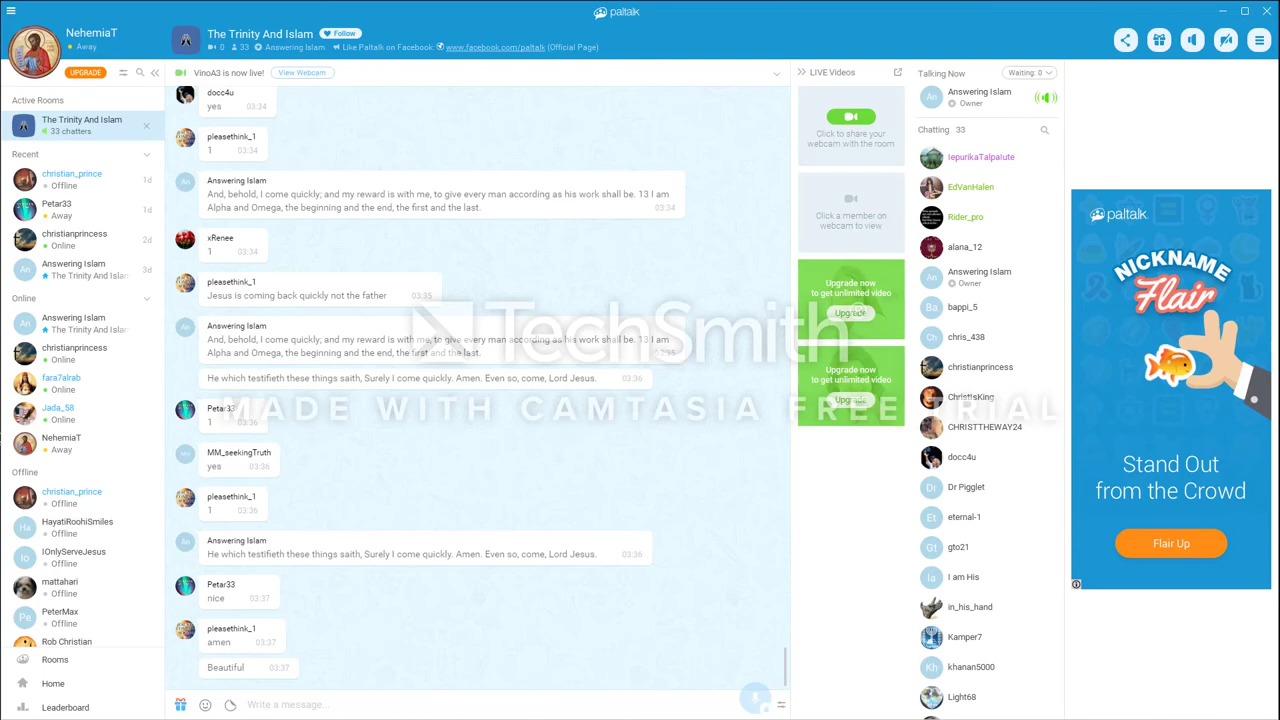 paltalk
NehemiaT
Away
The Trinity And Islam
Follow
0
33
Answering Islam
Like Paltalk on Facebook:
www.facebook.com/paltalk
(Official Page)
UPGRADE
VinoA3 is now live!
View Webcam
LIVE Videos
Talking Now
Waiting: 0
Active Rooms
The Trinity And Islam
33 chatters
Recent
christian_prince
Offline
1d
Petar33
Away
1d
christianprincess
Online
2d
Answering Islam
The Trinity And Islam
3d
Online
Answering Islam
The Trinity And Islam
christianprincess
Online
fara7alrab
Online
Jada_58
Online
NehemiaT
Away
Offline
christian_prince
Offline
HayatiRoohiSmiles
Offline
IOnlyServeJesus
Offline
mattahari
Offline
PeterMax
Offline
Rob Christian
Rooms
Home
Leaderboard
docc4u
yes 03:34
pleasethink_1
1 03:34
Answering Islam
And, behold, I come quickly; and my reward is with me, to give every man according as his work shall be. 13 I am
Alpha and Omega, the beginning and the end, the first and the last. 03:34
xRenee
1 03:34
pleasethink_1
Jesus is coming back quickly not the father 03:35
Answering Islam
And, behold, I come quickly; and my reward is with me, to give every man according as his work shall be. 13 I am
Alpha and Omega, the beginning and the end, the first and the last.
He which testifieth these things saith, Surely I come quickly. Amen. Even so, come, Lord Jesus. 03:36
Petar33
1 03:36
MM_seekingTruth
yes 03:36
pleasethink_1
1 03:36
Answering Islam
He which testifieth these things saith, Surely I come quickly. Amen. Even so, come, Lord Jesus. 03:36
Petar33
nice 03:37
pleasethink_1
amen 03:37
Beautiful 03:37
Write a message...
TechSmith
MADE WITH CAMTASIA FREE TRIAL
Click to share your
webcam with the room
Click a member on
webcam to view
Upgrade now
to get unlimited video
Upgrade
Upgrade now
to get unlimited video
Upgrade
An
Answering Islam
Owner
Chatting 33
IepurikaTalpaIute
EdVanHalen
Rider_pro
alana_12
An
Answering Islam
Owner
Ba
bappi_5
Ch
chris_438
christianprincess
ChristIsKing
CHRISTTHEWAY24
docc4u
Dr
Dr Pigglet
Et
eternal-1
Gt
gto21
Ia
I am His
in_his_hand
Kamper7
Kh
khanan5000
Light68
paltalk
NICKNAME
Flair
Stand Out
from the Crowd
Flair Up